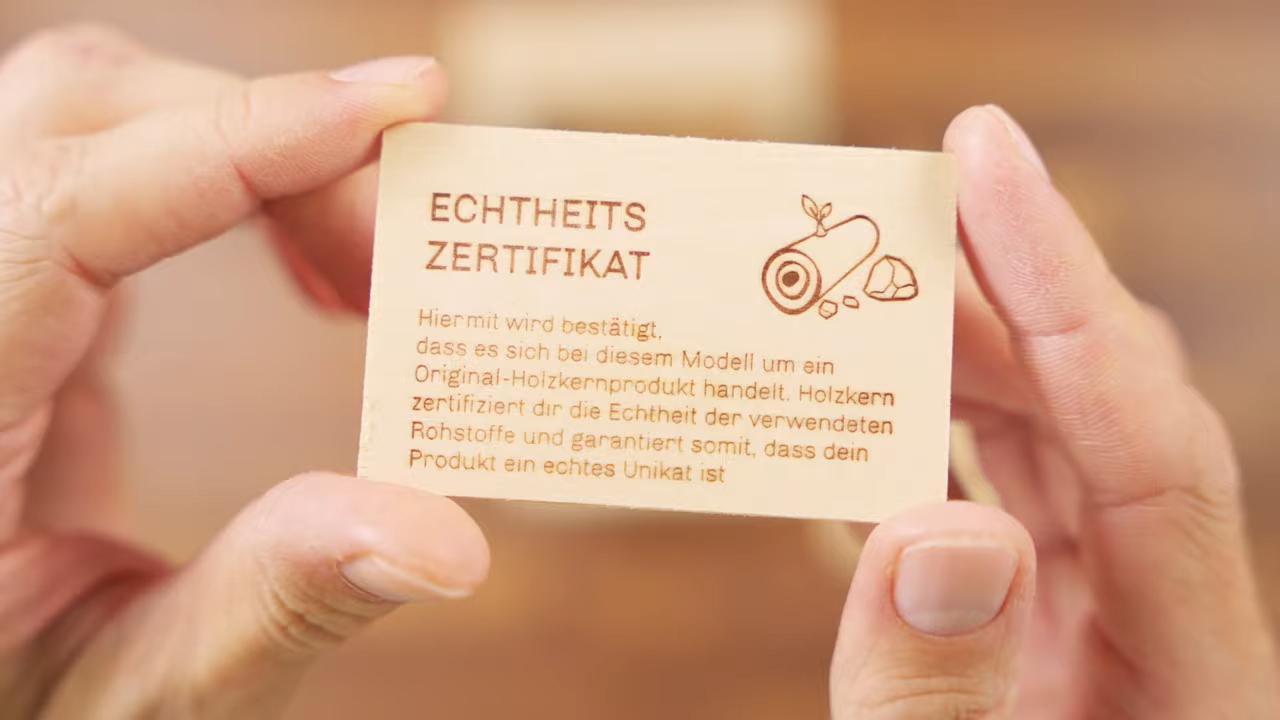 ECHTHEITS
ZERTIFIKAT
Hiermit wird bestätigt,
dass es sich bei diesem Modell um ein
Original-Holzkernprodukt handelt. Holzkern
zertifiziert dir die Echtheit der verwendeten
Rohstoffe und garantiert somit, dass dein
Produkt ein echtes Unikat ist